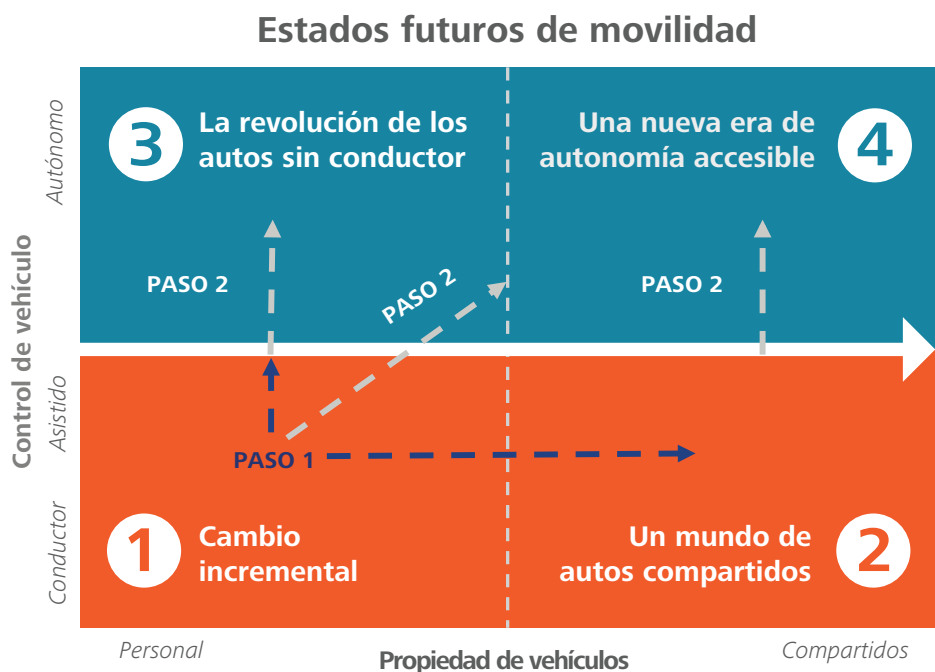 Estados futuros de movilidad
Autónomo
Asistido
Conductor
Control de vehículo
3
La revolución de los
autos sin conductor
Una nueva era de
autonomía accesible
4
PASO 2
PASO 2
PASO 2
PASO 1
1
Cambio
incremental
Un mundo de
autos compartidos
2
Personal
Propiedad de vehículos
Compartidos